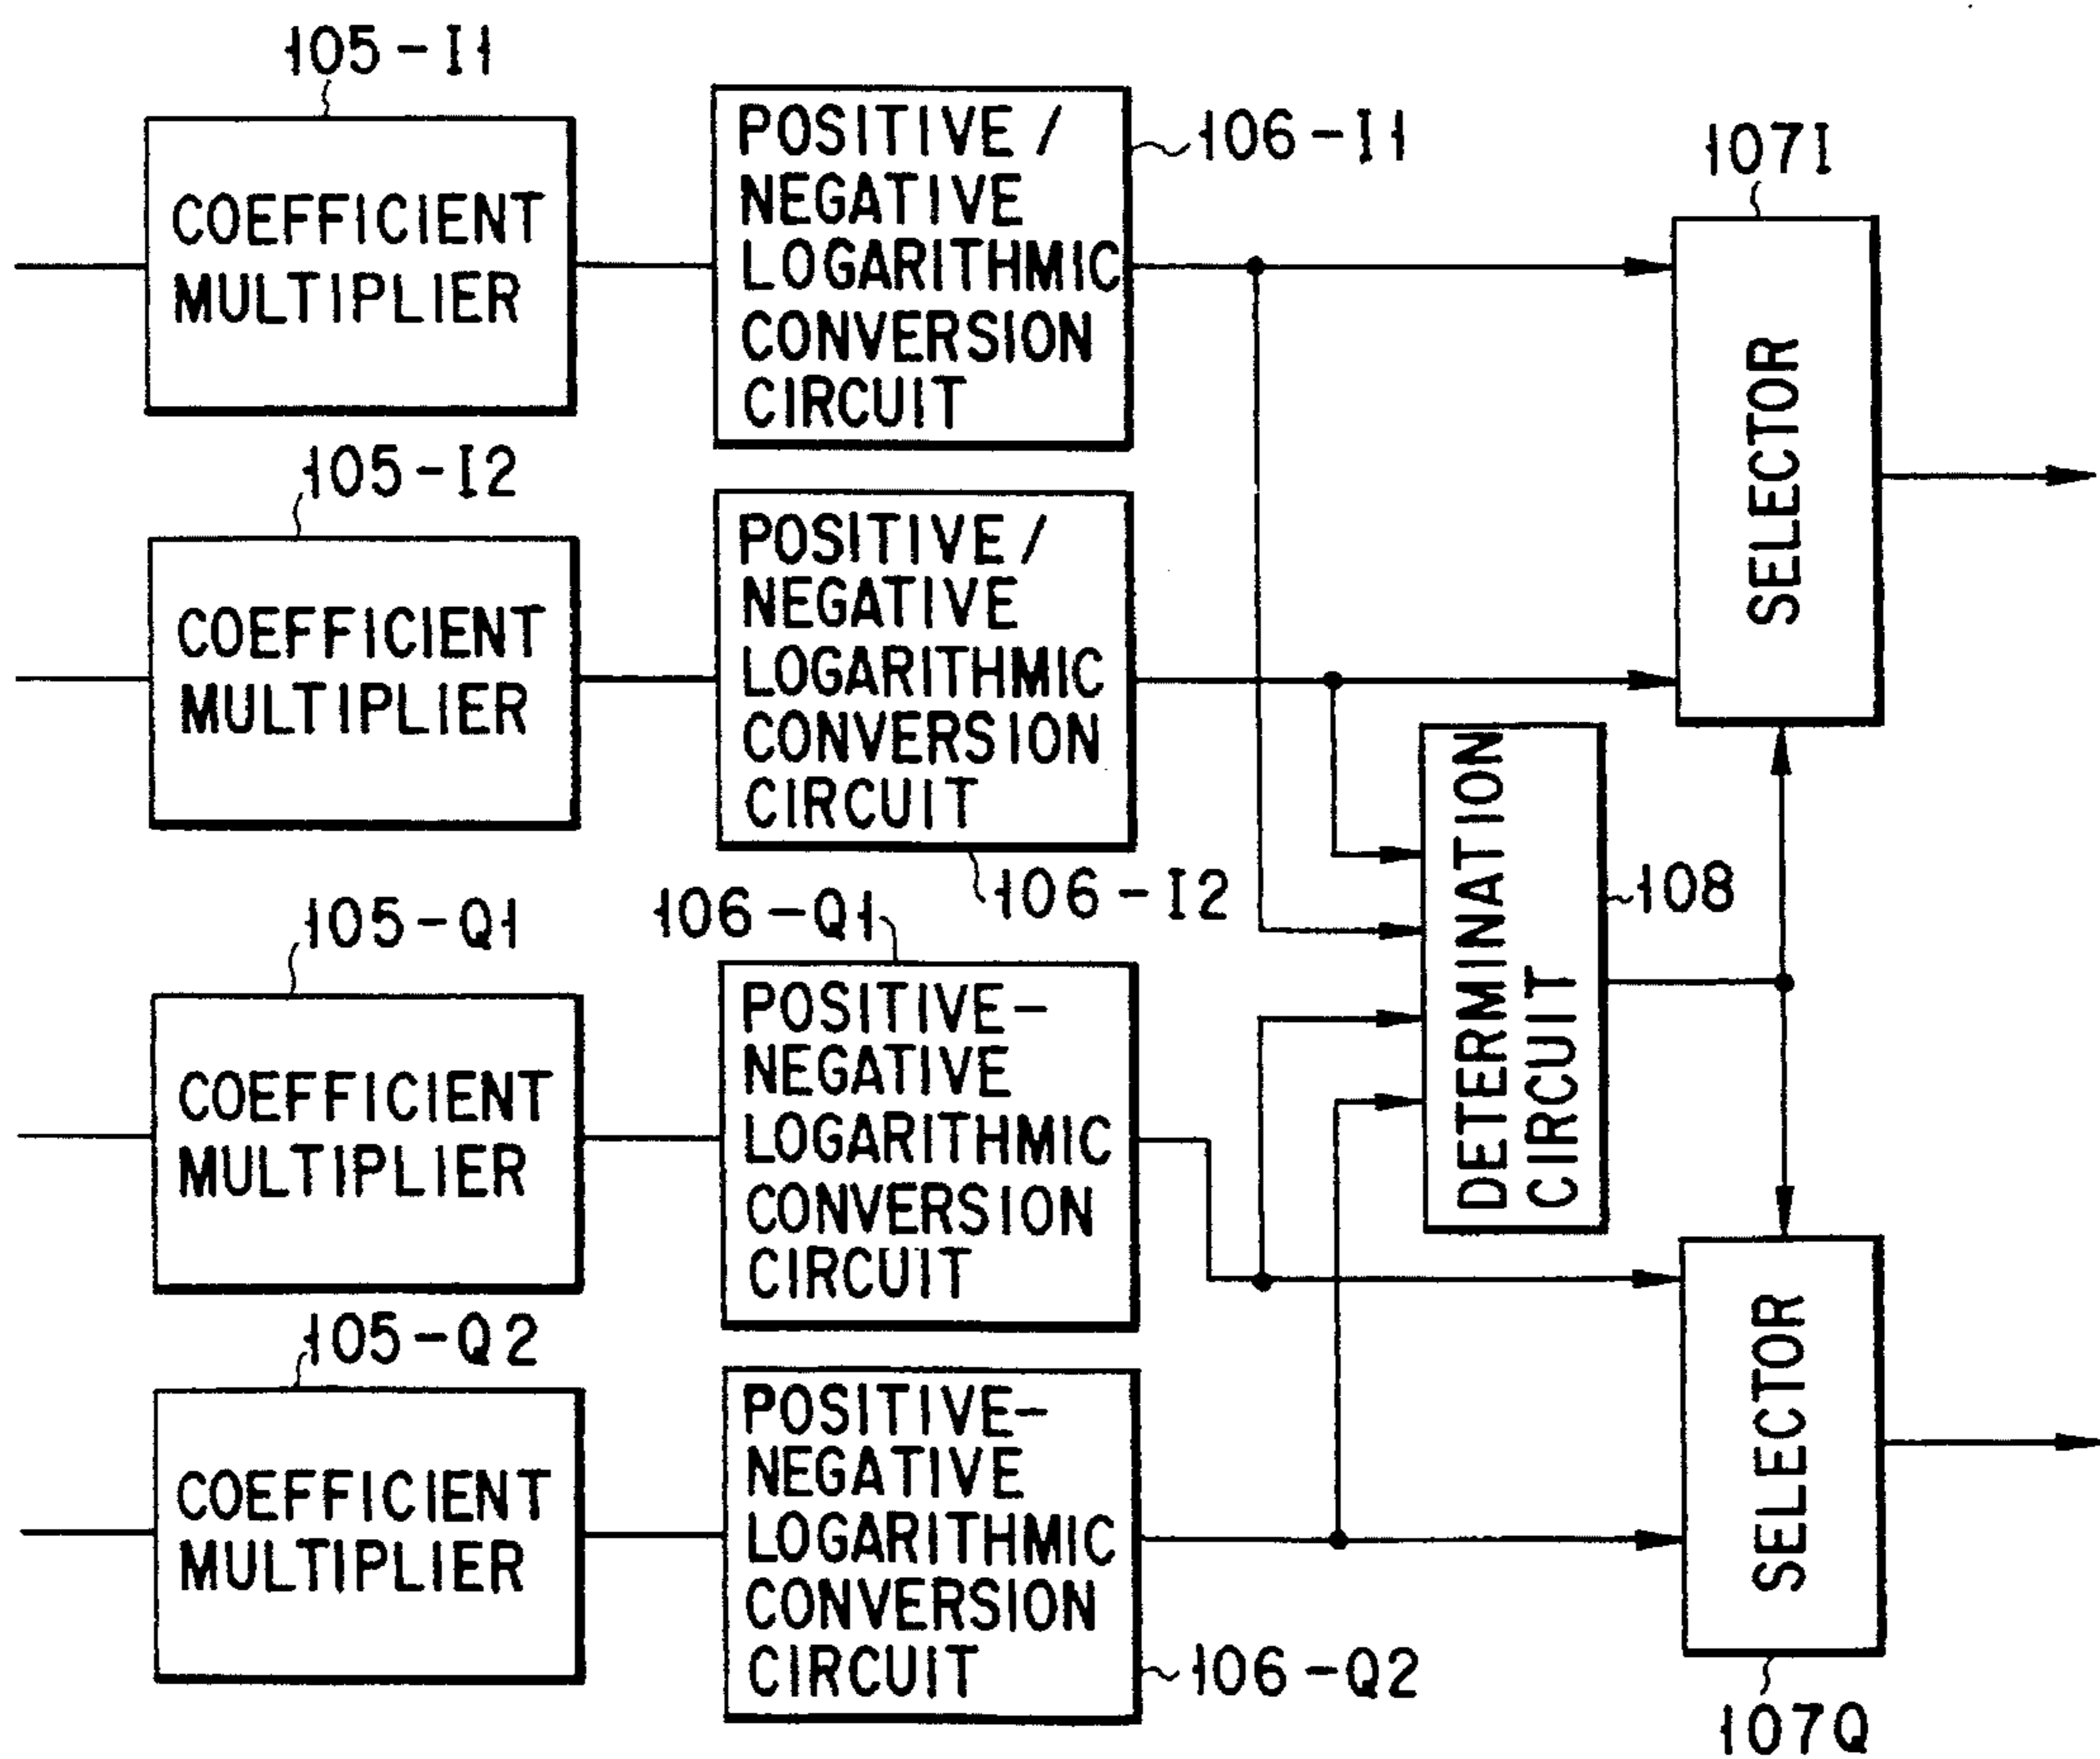 105-I1
COEFFICIENT
MULTIPLIER
POSITIVE /
NEGATIVE
LOGARITHMIC
CONVERSION
CIRCUIT
106-I1
107I
SELECTOR
105-I2
COEFFICIENT
MULTIPLIER
POSITIVE /
NEGATIVE
LOGARITHMIC
CONVERSION
CIRCUIT
106-I2
DETERMINATION
CIRCUIT
108
105-Q1
COEFFICIENT
MULTIPLIER
106-Q1
POSITIVE-
NEGATIVE
LOGARITHMIC
CONVERSION
CIRCUIT
105-Q2
COEFFICIENT
MULTIPLIER
POSITIVE-
NEGATIVE
LOGARITHMIC
CONVERSION
CIRCUIT
106-Q2
SELECTOR
107Q